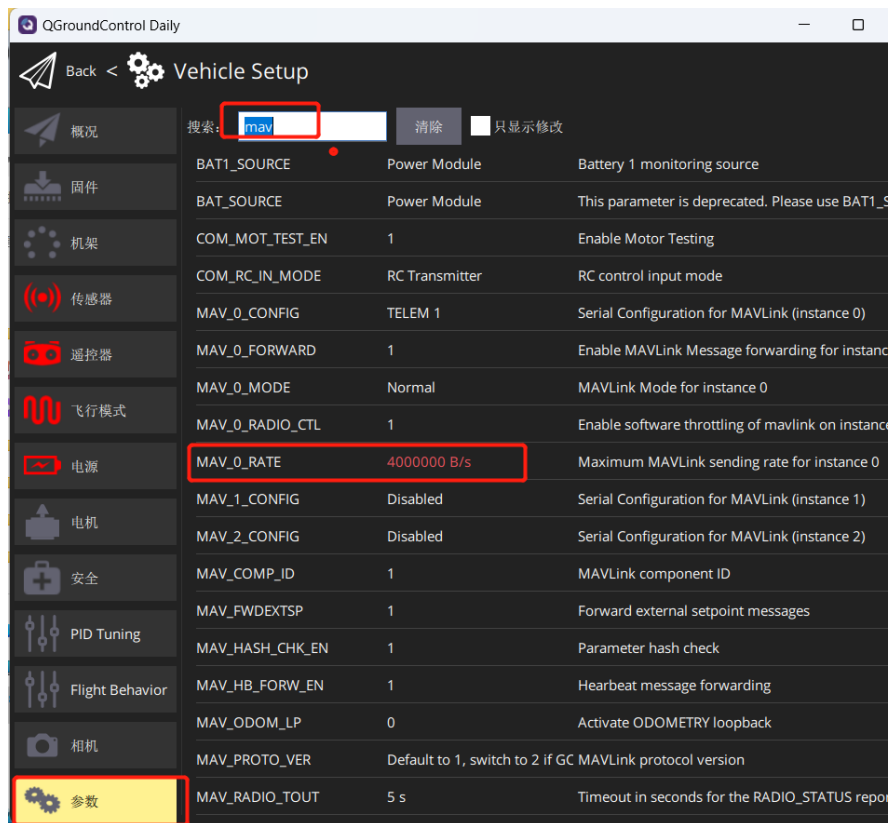 QGroundControl Daily
Back < Vehicle Setup
搜索: mav 清除 只显示修改
概况
固件
机架
传感器
遥控器
飞行模式
电源
电机
安全
PID Tuning
Flight Behavior
相机
参数
BAT1_SOURCE Power Module Battery 1 monitoring source
BAT_SOURCE Power Module This parameter is deprecated. Please use BAT1_S
COM_MOT_TEST_EN 1 Enable Motor Testing
COM_RC_IN_MODE RC Transmitter RC control input mode
MAV_0_CONFIG TELEM 1 Serial Configuration for MAVLink (instance 0)
MAV_0_FORWARD 1 Enable MAVLink Message forwarding for instanc
MAV_0_MODE Normal MAVLink Mode for instance 0
MAV_0_RADIO_CTL 1 Enable software throttling of mavlink on instance
MAV_0_RATE 4000000 B/s Maximum MAVLink sending rate for instance 0
MAV_1_CONFIG Disabled Serial Configuration for MAVLink (instance 1)
MAV_2_CONFIG Disabled Serial Configuration for MAVLink (instance 2)
MAV_COMP_ID 1 MAVLink component ID
MAV_FWDEXTSP 1 Forward external setpoint messages
MAV_HASH_CHK_EN 1 Parameter hash check
MAV_HB_FORW_EN 1 Hearbeat message forwarding
MAV_ODOM_LP 0 Activate ODOMETRY loopback
MAV_PROTO_VER Default to 1, switch to 2 if GC MAVLink protocol version
MAV_RADIO_TOUT 5 s Timeout in seconds for the RADIO_STATUS repor